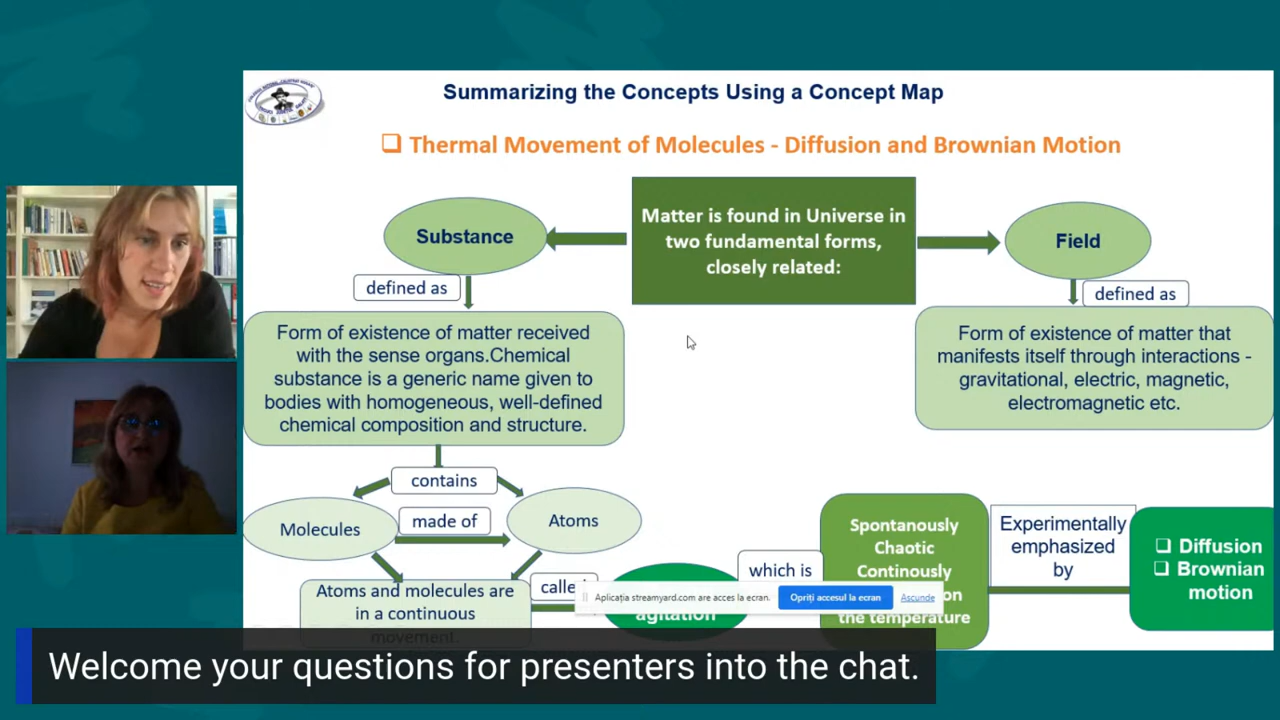 Summarizing the Concepts Using a Concept Map
Thermal Movement of Molecules - Diffusion and Brownian Motion
Matter is found in Universe in
two fundamental forms,
closely related:
Substance
Field
defined as
defined as
Form of existence of matter received
with the sense organs.Chemical
substance is a generic name given to
bodies with homogeneous, well-defined
chemical composition and structure.
Form of existence of matter that
manifests itself through interactions -
gravitational, electric, magnetic,
electromagnetic etc.
contains
Molecules
made of
Atoms
Atoms and molecules are
in a continuous
movement
called
agitation
which is
Spontanously
Chaotic
Continously
on
the temperature
Experimentally
emphasized
by
Diffusion
Brownian
motion
Aplicația streamyard.com are acces la ecran.
Opriți accesul la ecran
Ascunde
Welcome your questions for presenters into the chat.